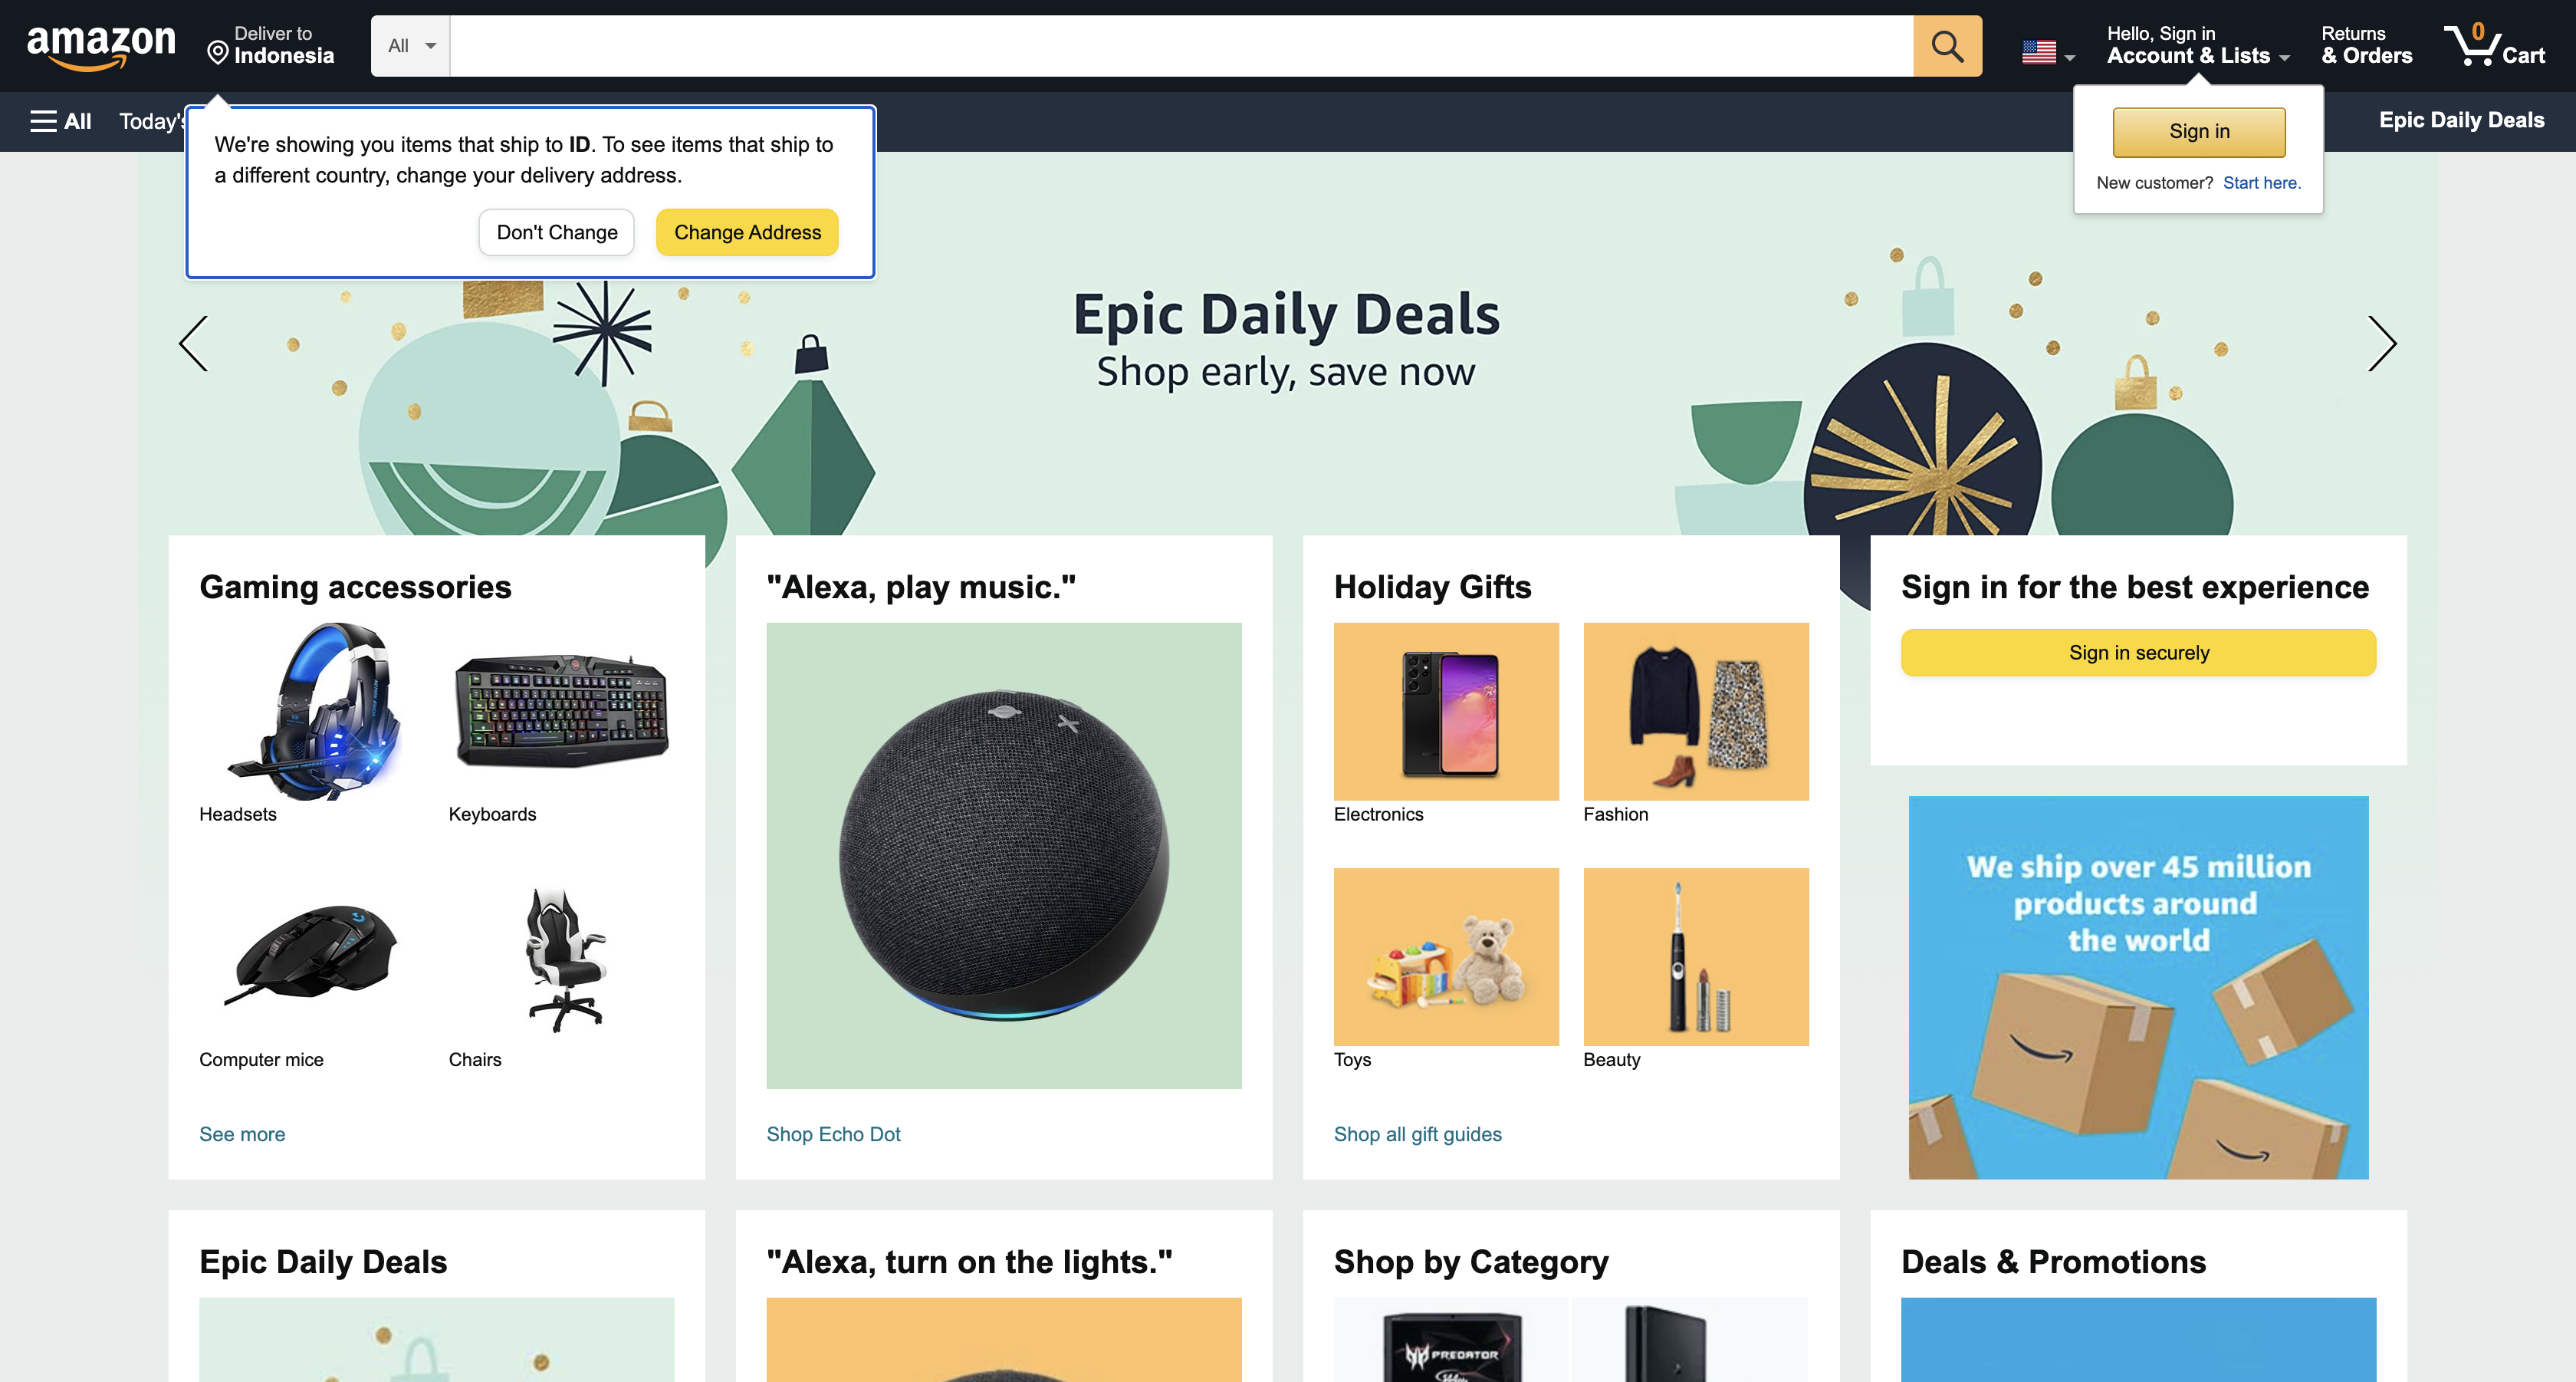 amazon
Deliver to
Indonesia
All
Hello, Sign in
Account & Lists
Returns
& Orders
0
Cart
All
Today's
Epic Daily Deals
We're showing you items that ship to ID. To see items that ship to
a different country, change your delivery address.
Don't Change
Change Address
Sign in
New customer? Start here.
Epic Daily Deals
Shop early, save now
Gaming accessories
Headsets
Keyboards
Computer mice
Chairs
See more
"Alexa, play music."
Shop Echo Dot
Holiday Gifts
Electronics
Fashion
Toys
Beauty
Shop all gift guides
Sign in for the best experience
Sign in securely
We ship over 45 million
products around
the world
Epic Daily Deals
"Alexa, turn on the lights."
Shop by Category
PREDATOR
Deals & Promotions